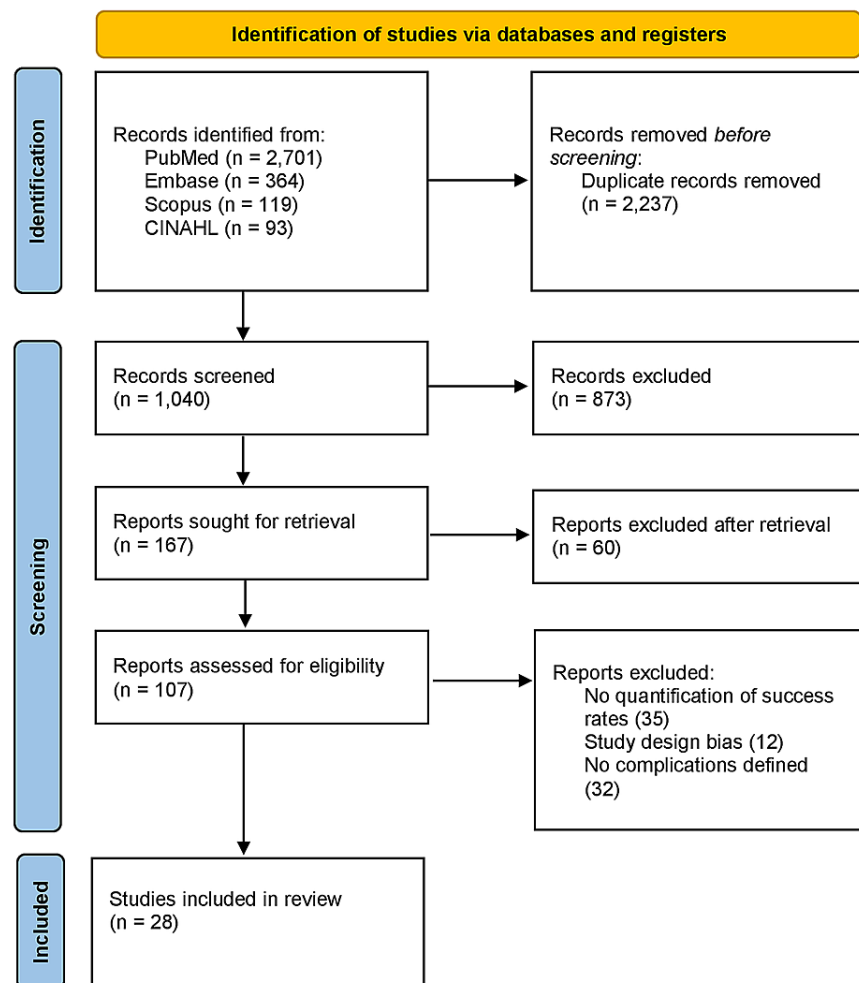 Identification of studies via databases and registers
Identification
Records identified from:
PubMed (n = 2,701)
Embase (n = 364)
Scopus (n = 119)
CINAHL (n = 93)
Records removed before
screening:
Duplicate records removed
(n = 2,237)
Screening
Records screened
(n = 1,040)
Records excluded
(n = 873)
Reports sought for retrieval
(n = 167)
Reports excluded after retrieval
(n = 60)
Reports assessed for eligibility
(n = 107)
Reports excluded:
No quantification of success
rates (35)
Study design bias (12)
No complications defined
(32)
Included
Studies included in review
(n = 28)